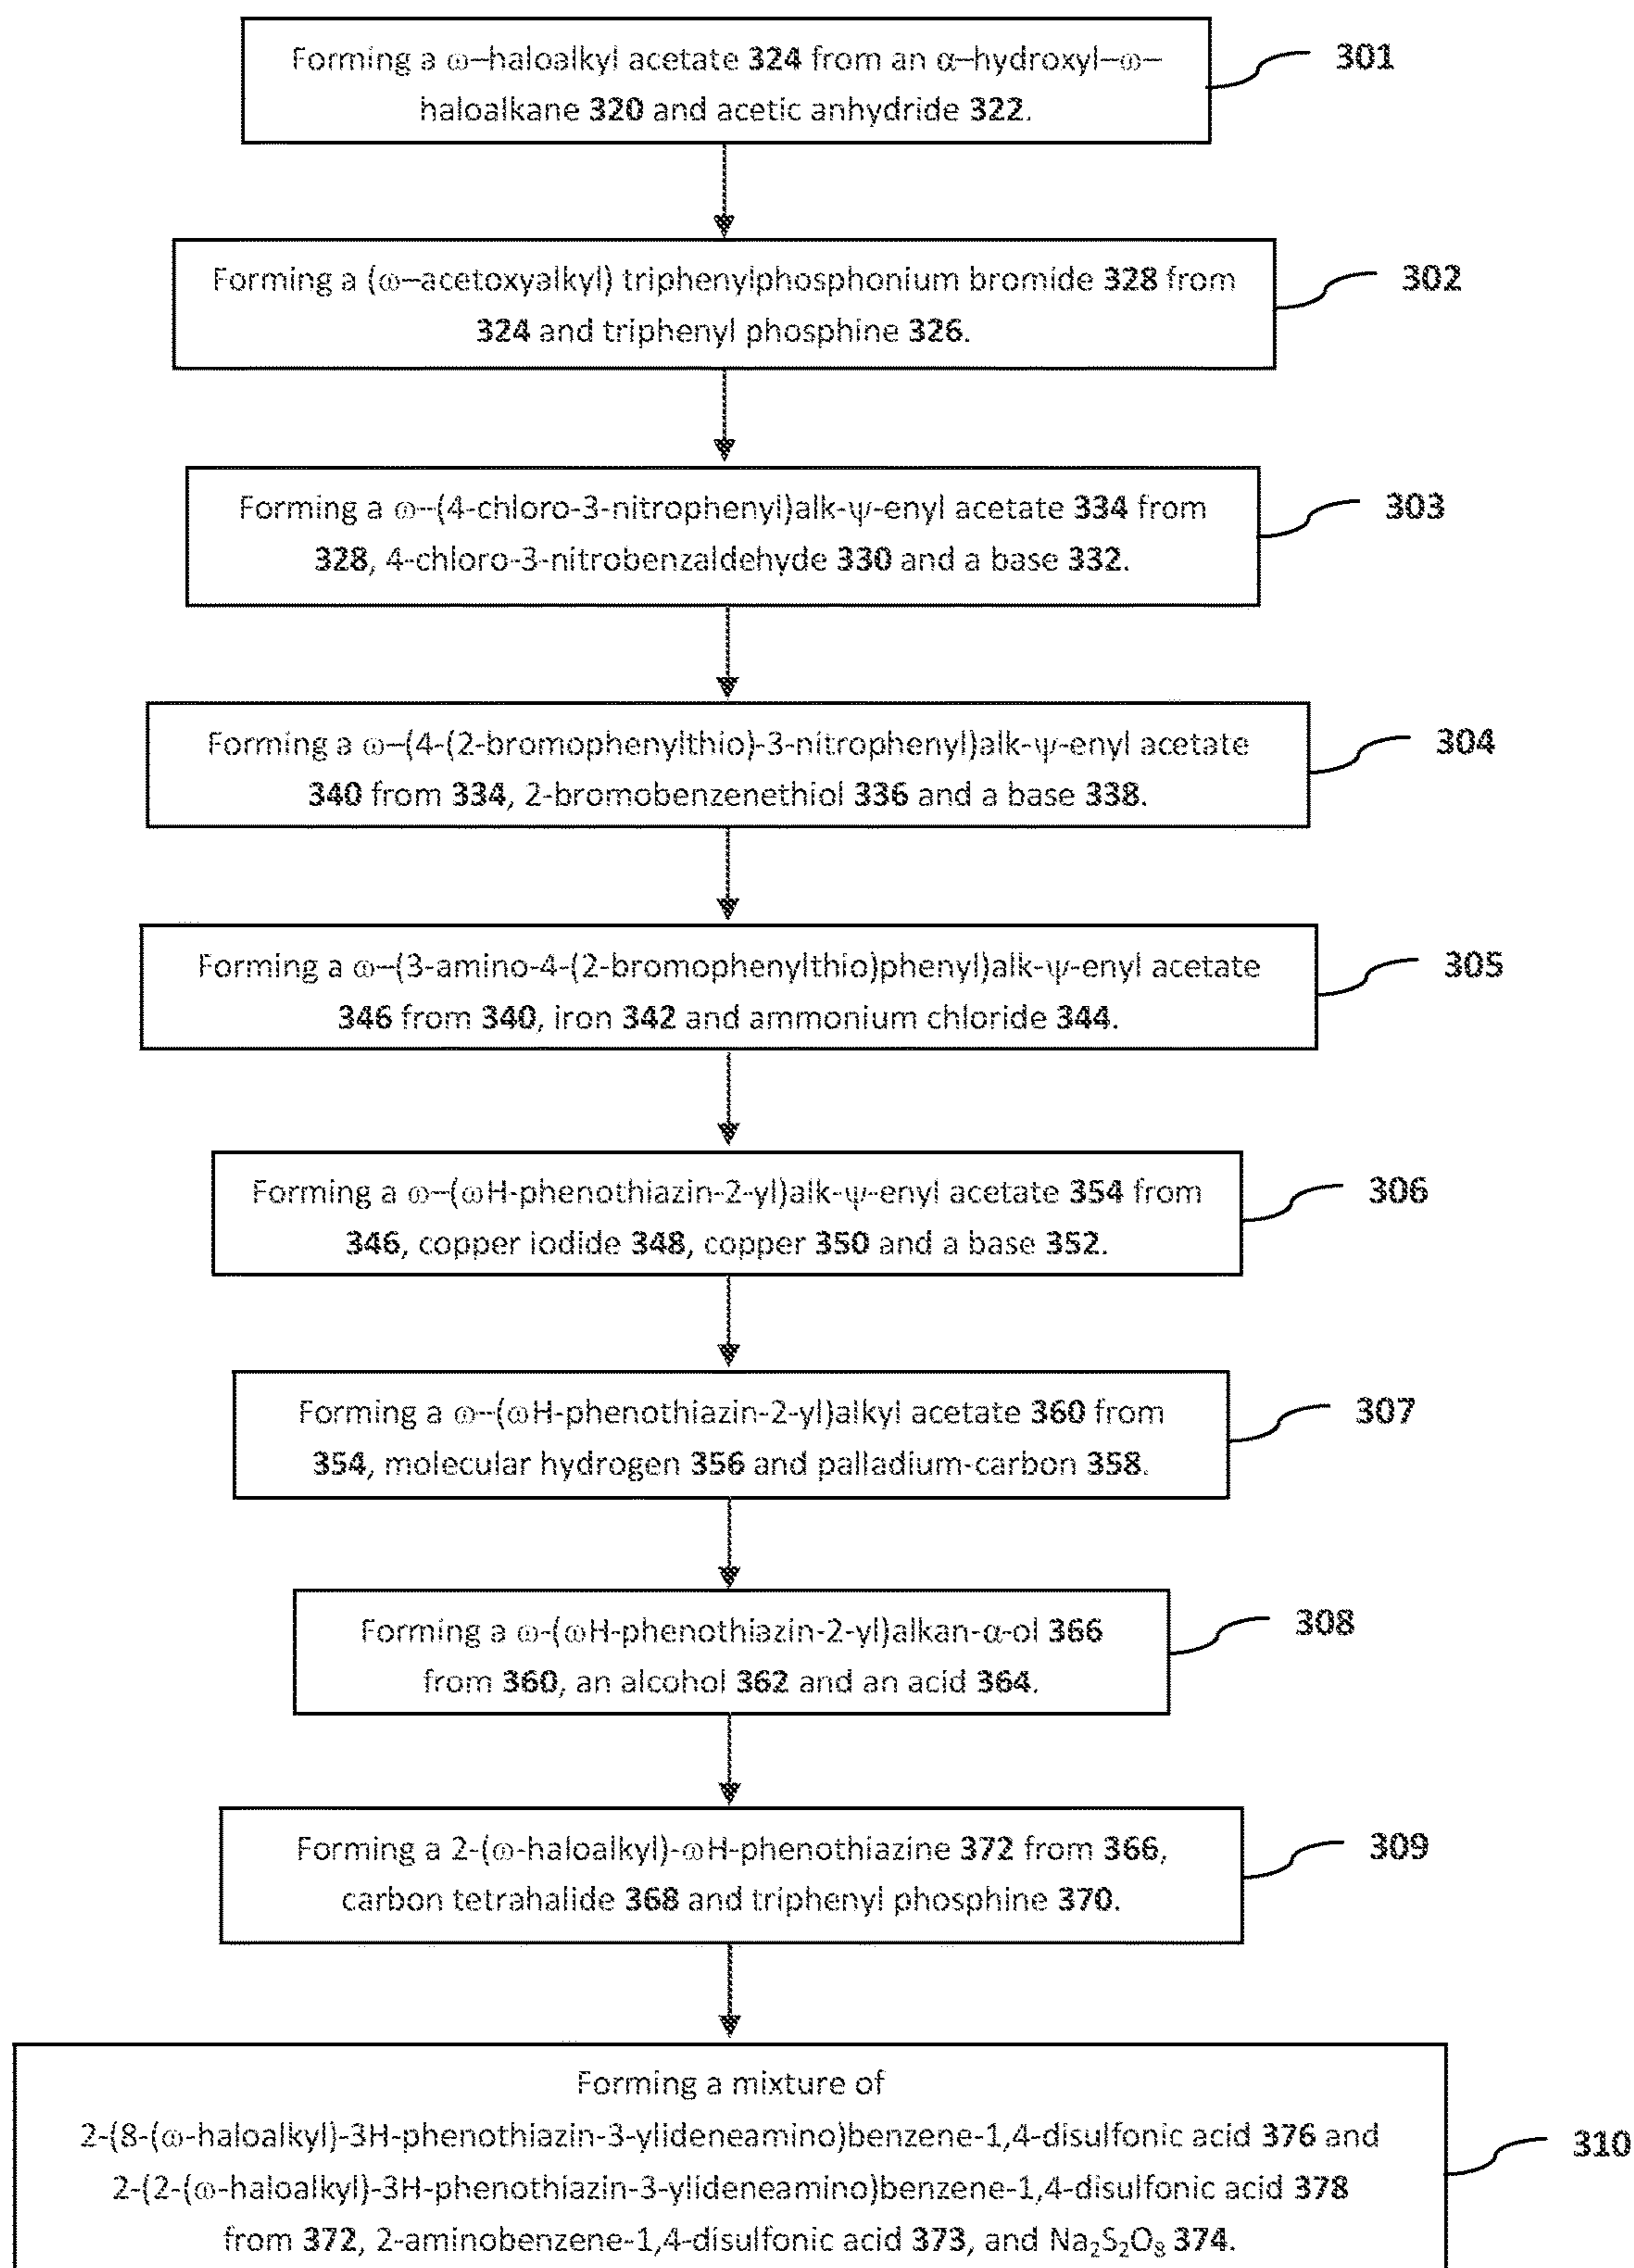 Forming a ω–haloalkyl acetate 324 from an α–hydroxyl–ω–
haloalkane 320 and acetic anhydride 322.
301
Forming a (ω–acetoxyalkyl) triphenylphosphonium bromide 328 from
324 and triphenyl phosphine 326.
302
Forming a ω–(4-chloro-3-nitrophenyl)alk-ψ-enyl acetate 334 from
328, 4-chloro-3-nitrobenzaldehyde 330 and a base 332.
303
Forming a ω–(4-(2-bromophenylthio)-3-nitrophenyl)alk-ψ-enyl acetate
340 from 334, 2-bromobenzenethiol 336 and a base 338.
304
Forming a ω–(3-amino-4-(2-bromophenylthio)phenyl)alk-ψ-enyl acetate
346 from 340, iron 342 and ammonium chloride 344.
305
Forming a ω–(ωH-phenothiazin-2-yl)alk-ψ-enyl acetate 354 from
346, copper iodide 348, copper 350 and a base 352.
306
Forming a ω–(ωH-phenothiazin-2-yl)alkyl acetate 360 from
354, molecular hydrogen 356 and palladium-carbon 358.
307
Forming a ω-(ωH-phenothiazin-2-yl)alkan-α-ol 366
from 360, an alcohol 362 and an acid 364.
308
Forming a 2-(ω-haloalkyl)-ωH-phenothiazine 372 from 366,
carbon tetrahalide 368 and triphenyl phosphine 370.
309
Forming a mixture of
2-(8-(ω-haloalkyl)-3H-phenothiazin-3-ylideneamino)benzene-1,4-disulfonic acid 376 and
2-(2-(ω-haloalkyl)-3H-phenothiazin-3-ylideneamino)benzene-1,4-disulfonic acid 378
from 372, 2-aminobenzene-1,4-disulfonic acid 373, and Na₂S₂O₈ 374.
310